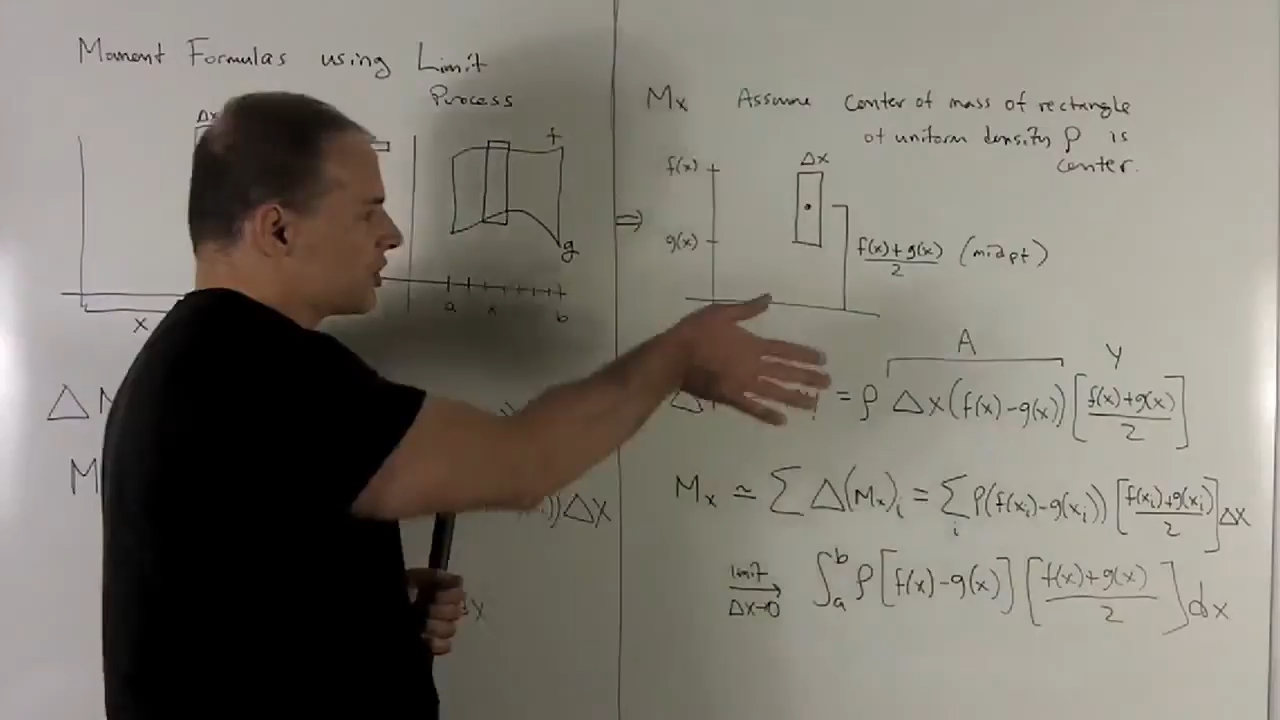 Moment Formulas using Limit
Process
Δx
f
g
a
x
b
x
Δ
M
))Δx
Mx Assume center of mass of rectangle
of uniform density ρ is
center.
Δx
f(x)
g(x)
⇒
f(x)+g(x)/2 (midpt)
A
y
Δ = ρ Δx(f(x)-g(x)) [f(x)+g(x)/2]
Mx ≃ ∑ Δ(Mx)i = ∑i ρ(f(xi)-g(xi)) [f(xi)+g(xi)/2] Δx
limit Δx→0 ∫ₐᵇ ρ[f(x)-g(x)] [f(x)+g(x)/2] dx